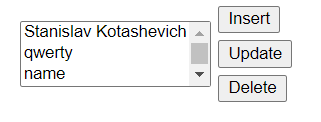 Stanislav Kotashevich
qwerty
name
Insert
Update
Delete